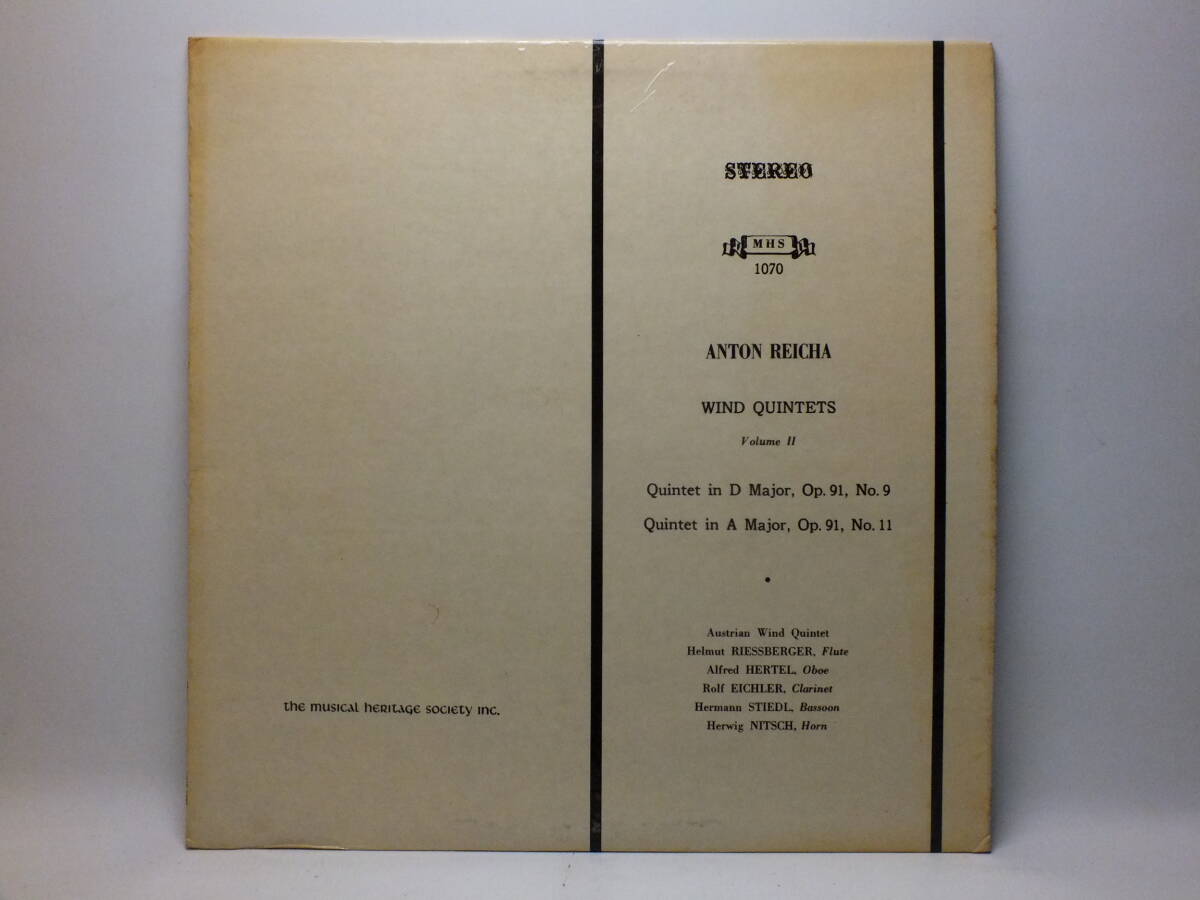 STEREO
MHS
1070
ANTON REICHA
WIND QUINTETS
Volume II
Quintet in D Major, Op. 91, No. 9
Quintet in A Major, Op. 91, No. 11
•
Austrian Wind Quintet
Helmut RIESSBERGER, Flute
Alfred HERTEL, Oboe
Rolf EICHLER, Clarinet
Hermann STIEDL, Bassoon
Herwig NITSCH, Horn
the musical heritage society inc.